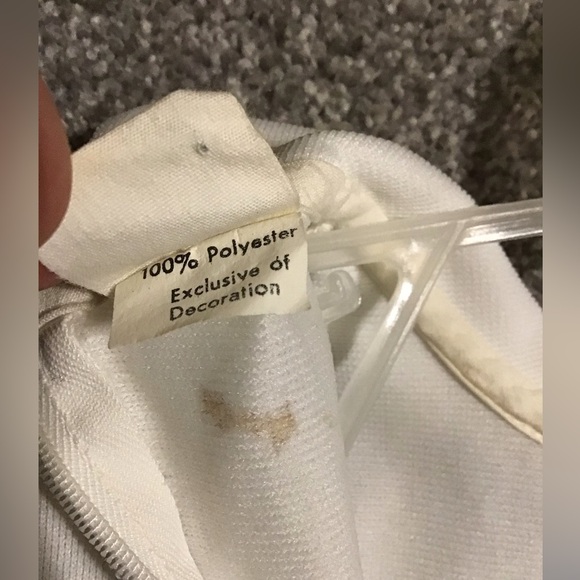 100% Polyester
Exclusive of
Decoration